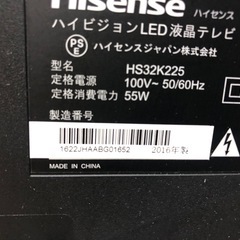 Hisense ハイセンス
ハイビジョンLED液晶テレビ
PSE
ハイセンスジャパン株式会社
HS32K225
定格電源: 100V~ 50/60Hz
定格消費電力: 55W
製造番号
1622JHAABG01652 2016年製
MADE IN CHINA